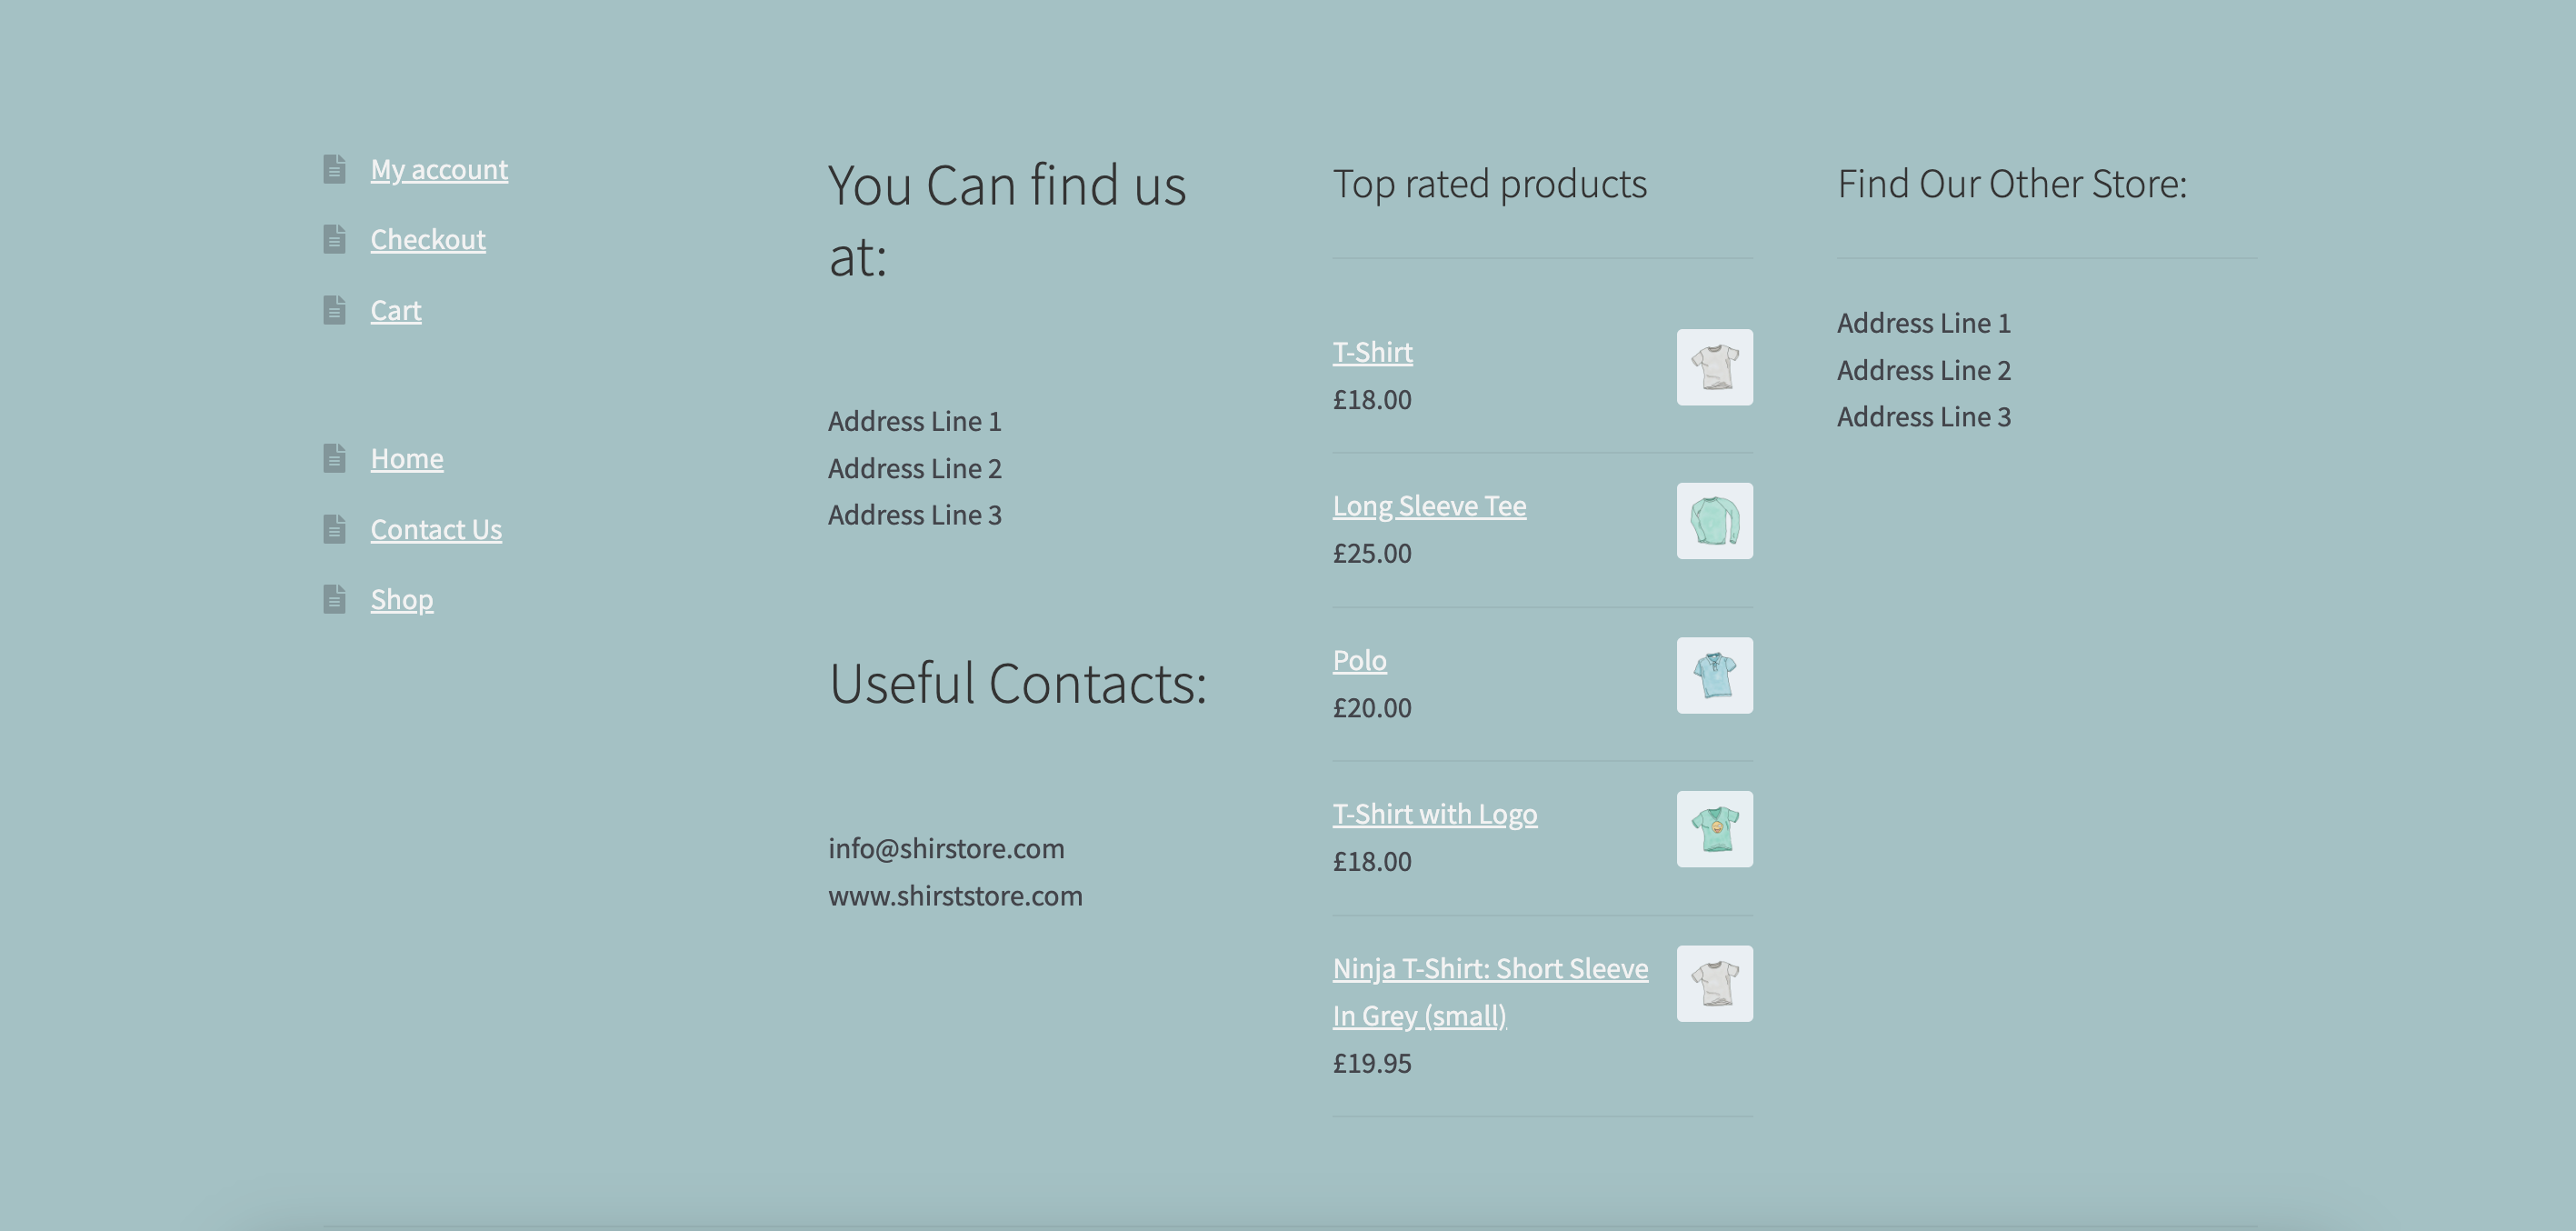 My account
Checkout
Cart
Home
Contact Us
Shop
You Can find us
at:
Address Line 1
Address Line 2
Address Line 3
Useful Contacts:
info@shirstore.com
www.shirststore.com
Top rated products
T-Shirt
£18.00
Long Sleeve Tee
£25.00
Polo
£20.00
T-Shirt with Logo
£18.00
Ninja T-Shirt: Short Sleeve
In Grey (small)
£19.95
Find Our Other Store:
Address Line 1
Address Line 2
Address Line 3